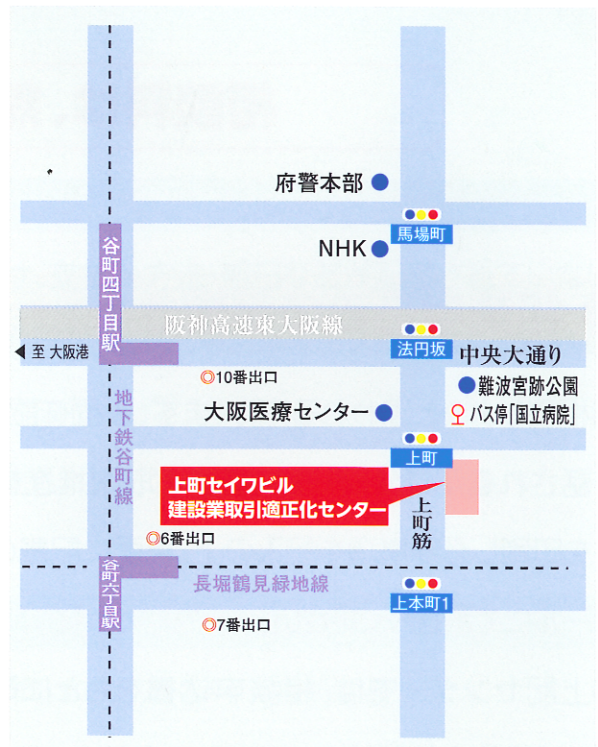 府警本部
馬場町
NHK
谷町四丁目駅
阪神高速東大阪線
至 大阪港
法円坂
中央大通り
◎10番出口
難波宮跡公園
地下鉄谷町線
大阪医療センター
バス停「国立病院」
上町
上町セイワビル
建設業取引適正化センター
上町筋
◎6番出口
谷町六丁目駅
長堀鶴見緑地線
上本町1
◎7番出口